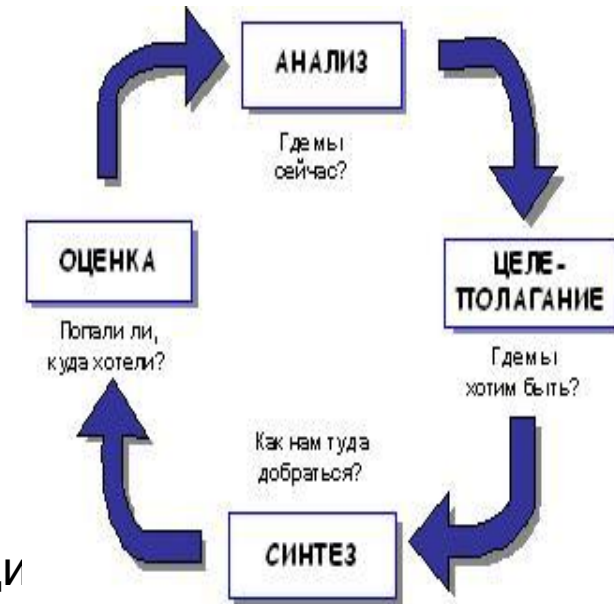 АНАЛИЗ
Где мы
сейчас?
ЦЕЛЕ-
ПОЛАГАНИЕ
Где мы
хотим быть?
Как нам туда
добраться?
СИНТЕЗ
ОЦЕНКА
Попали ли,
куда хотели?